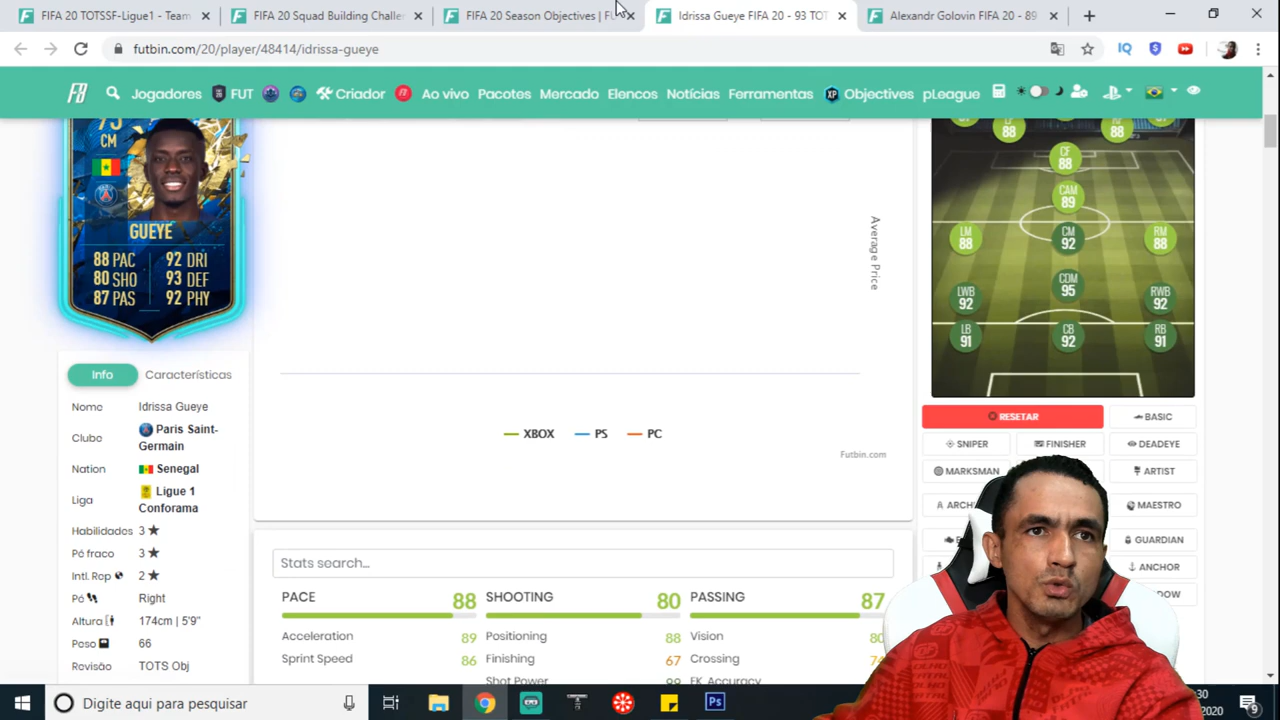 FIFA 20 TOTSSF-Ligue1 - Team
FIFA 20 Squad Building Challer
FIFA 20 Season Objectives | FU
Idrissa Gueye FIFA 20 - 93 TOT
Alexandr Golovin FIFA 20 - 89
futbin.com/20/player/48414/idrissa-gueye
Jogadores FUT Criador Ao vivo Pacotes Mercado Elencos Notícias Ferramentas XP Objectives pLeague
CM
GUEYE
88 PAC 92 DRI
80 SHO 93 DEF
87 PAS 92 PHY
Average Price
XBOX PS PC
Futbin.com
88 88
CF 88
CAM 89
LM 88 CM 92 RM 88
CDM 95
LWB 92 RWB 92
LB 91 CB 92 RB 91
RESETAR BASIC
SNIPER FINISHER DEADEYE
MARKSMAN ARTIST
MAESTRO
GUARDIAN
ANCHOR
Info Características
Nome Idrissa Gueye
Clube Paris Saint-
Germain
Nation Senegal
Liga Ligue 1
Conforama
Habilidades 3
Pé fraco 3
Intl. Rep 2
Pé Right
Altura 174cm | 5'9"
Peso 66
Revisão TOTS Obj
Stats search...
PACE 88 SHOOTING 80 PASSING 87
Acceleration 89 Positioning 88 Vision
Sprint Speed 86 Finishing 67 Crossing
Shot Power FK Accuracy
Digite aqui para pesquisar